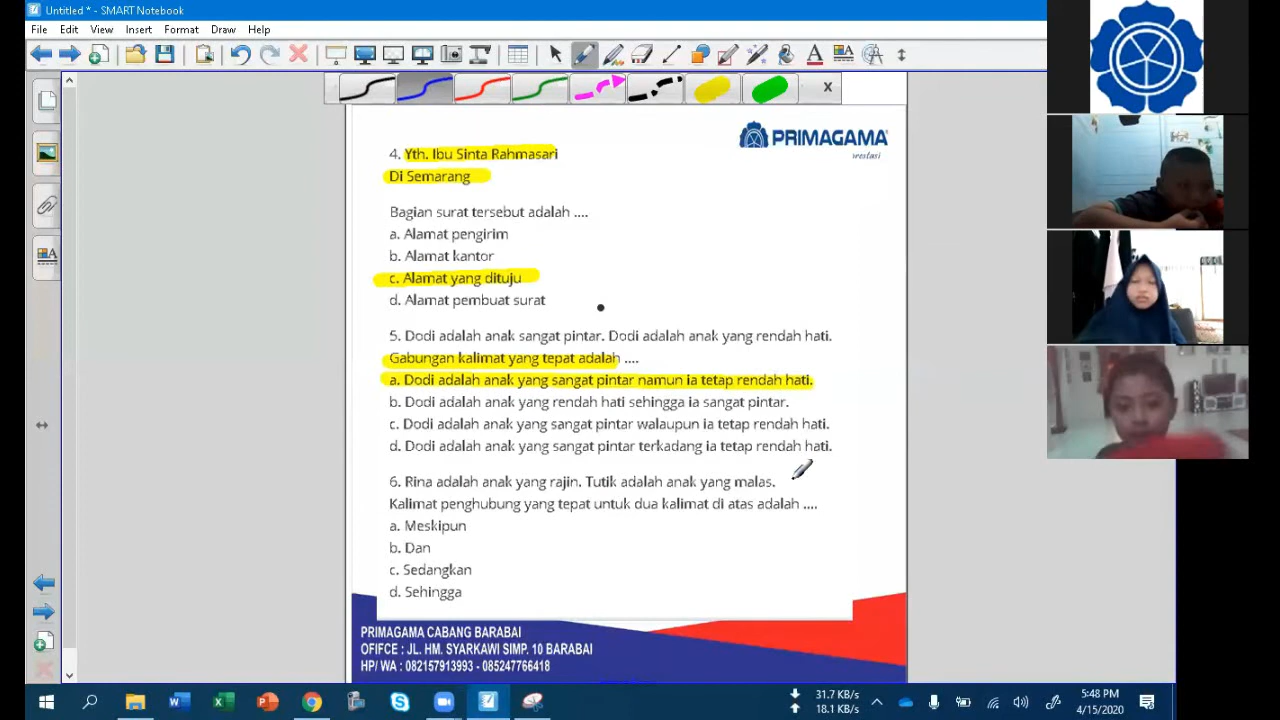 Untitled * - SMART Notebook
File Edit View Insert Format Draw Help
x
PRIMAGAMA
4. Yth. Ibu Sinta Rahmasari
Di Semarang
Bagian surat tersebut adalah ....
a. Alamat pengirim
b. Alamat kantor
c. Alamat yang dituju
d. Alamat pembuat surat
5. Dodi adalah anak sangat pintar. Dodi adalah anak yang rendah hati.
Gabungan kalimat yang tepat adalah ....
a. Dodi adalah anak yang sangat pintar namun ia tetap rendah hati.
b. Dodi adalah anak yang rendah hati sehingga ia sangat pintar.
c. Dodi adalah anak yang sangat pintar walaupun ia tetap rendah hati.
d. Dodi adalah anak yang sangat pintar terkadang ia tetap rendah hati.
6. Rina adalah anak yang rajin. Tutik adalah anak yang malas.
Kalimat penghubung yang tepat untuk dua kalimat di atas adalah ....
a. Meskipun
b. Dan
c. Sedangkan
d. Sehingga
PRIMAGAMA CABANG BARABAI
OFIFCE : JL. HM. SYARKAWI SIMP. 10 BARABAI
HP/ WA : 082157913993 - 085247766418
31.7 KB/s
18.1 KB/s
5:48 PM
4/15/2020